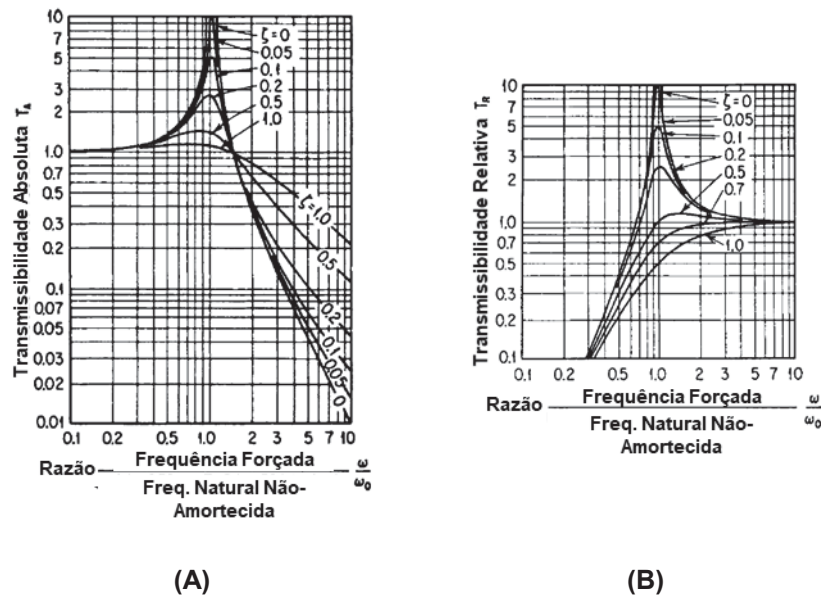 Transmissibilidade Absoluta T_A
10
7
5
3
2
1.0
0.7
0.5
0.3
0.2
0.1
0.07
0.05
0.03
0.02
0.01
ζ=0
0.05
0.1
0.2
0.5
1.0
ζ=1.0
0.5
0.2
0.1
0.05
0
0.1 0.2 0.5 1.0 2 3 5 7 10
Razão Frequência Forçada ω
Freq. Natural Não- ω₀
Amortecida
(A)
Transmissibilidade Relativa T_R
10
7
5
3
2
1.0
0.7
0.5
0.3
0.2
0.1
ζ=0
0.05
0.1
0.2
0.5
0.7
1.0
0.1 0.2 0.5 1.0 2 3 5 7 10
Razão Frequência Forçada ω
Freq. Natural Não- ω₀
Amortecida
(B)